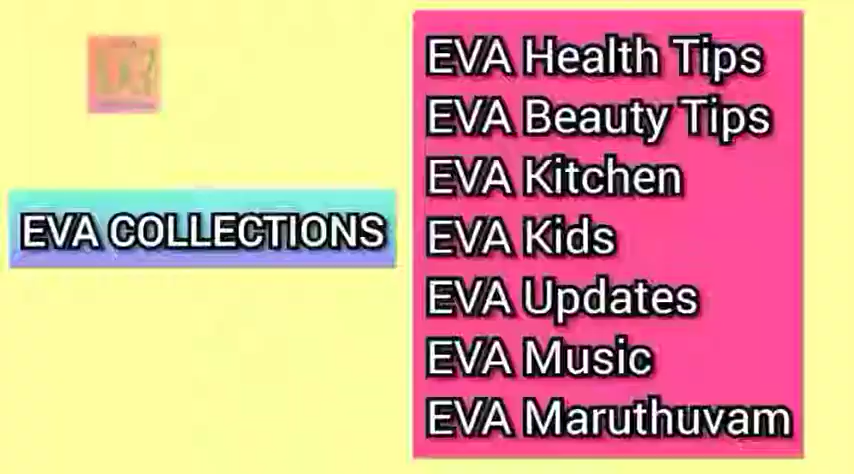 EVA COLLECTIONS
EVA Health Tips
EVA Beauty Tips
EVA Kitchen
EVA Kids
EVA Updates
EVA Music
EVA Maruthuvam